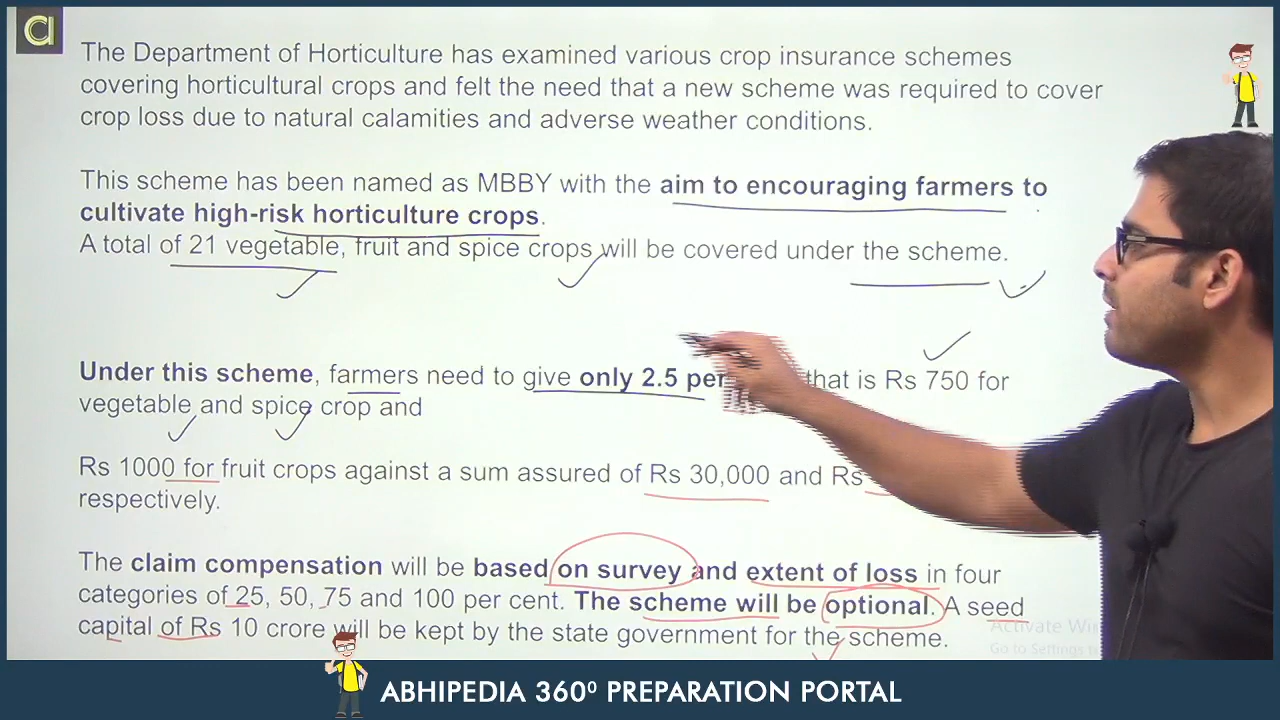 a
The Department of Horticulture has examined various crop insurance schemes
covering horticultural crops and felt the need that a new scheme was required to cover
crop loss due to natural calamities and adverse weather conditions.
This scheme has been named as MBBY with the aim to encouraging farmers to
cultivate high-risk horticulture crops.
A total of 21 vegetable, fruit and spice crops will be covered under the scheme.
Under this scheme, farmers need to give only 2.5 per that is Rs 750 for
vegetable and spice crop and
Rs 1000 for fruit crops against a sum assured of Rs 30,000 and Rs
respectively.
The claim compensation will be based on survey and extent of loss in four
categories of 25, 50, 75 and 100 per cent. The scheme will be optional. A seed
capital of Rs 10 crore will be kept by the state government for the scheme.
Activate Wi
Go to Settings
ABHIPEDIA 360⁰ PREPARATION PORTAL